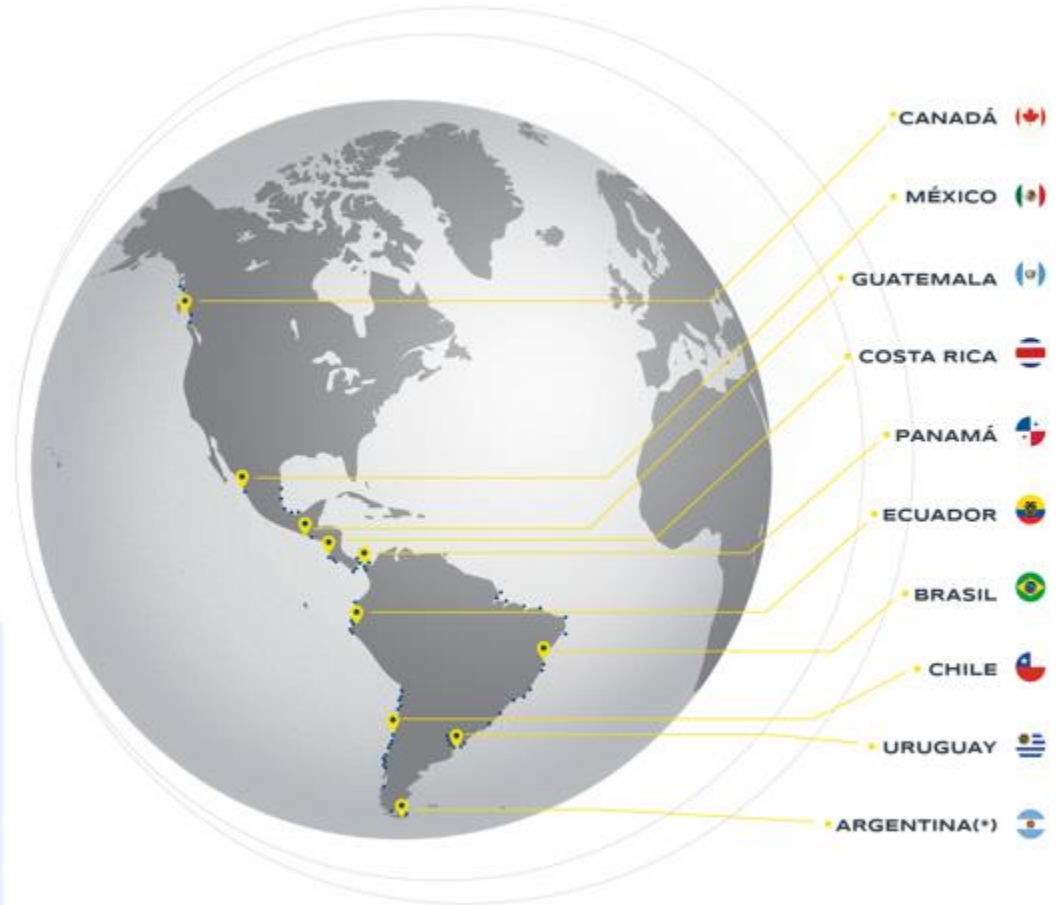 CANADÁ
MÉXICO
GUATEMALA
COSTA RICA
PANAMÁ
ECUADOR
BRASIL
CHILE
URUGUAY
ARGENTINA(*)